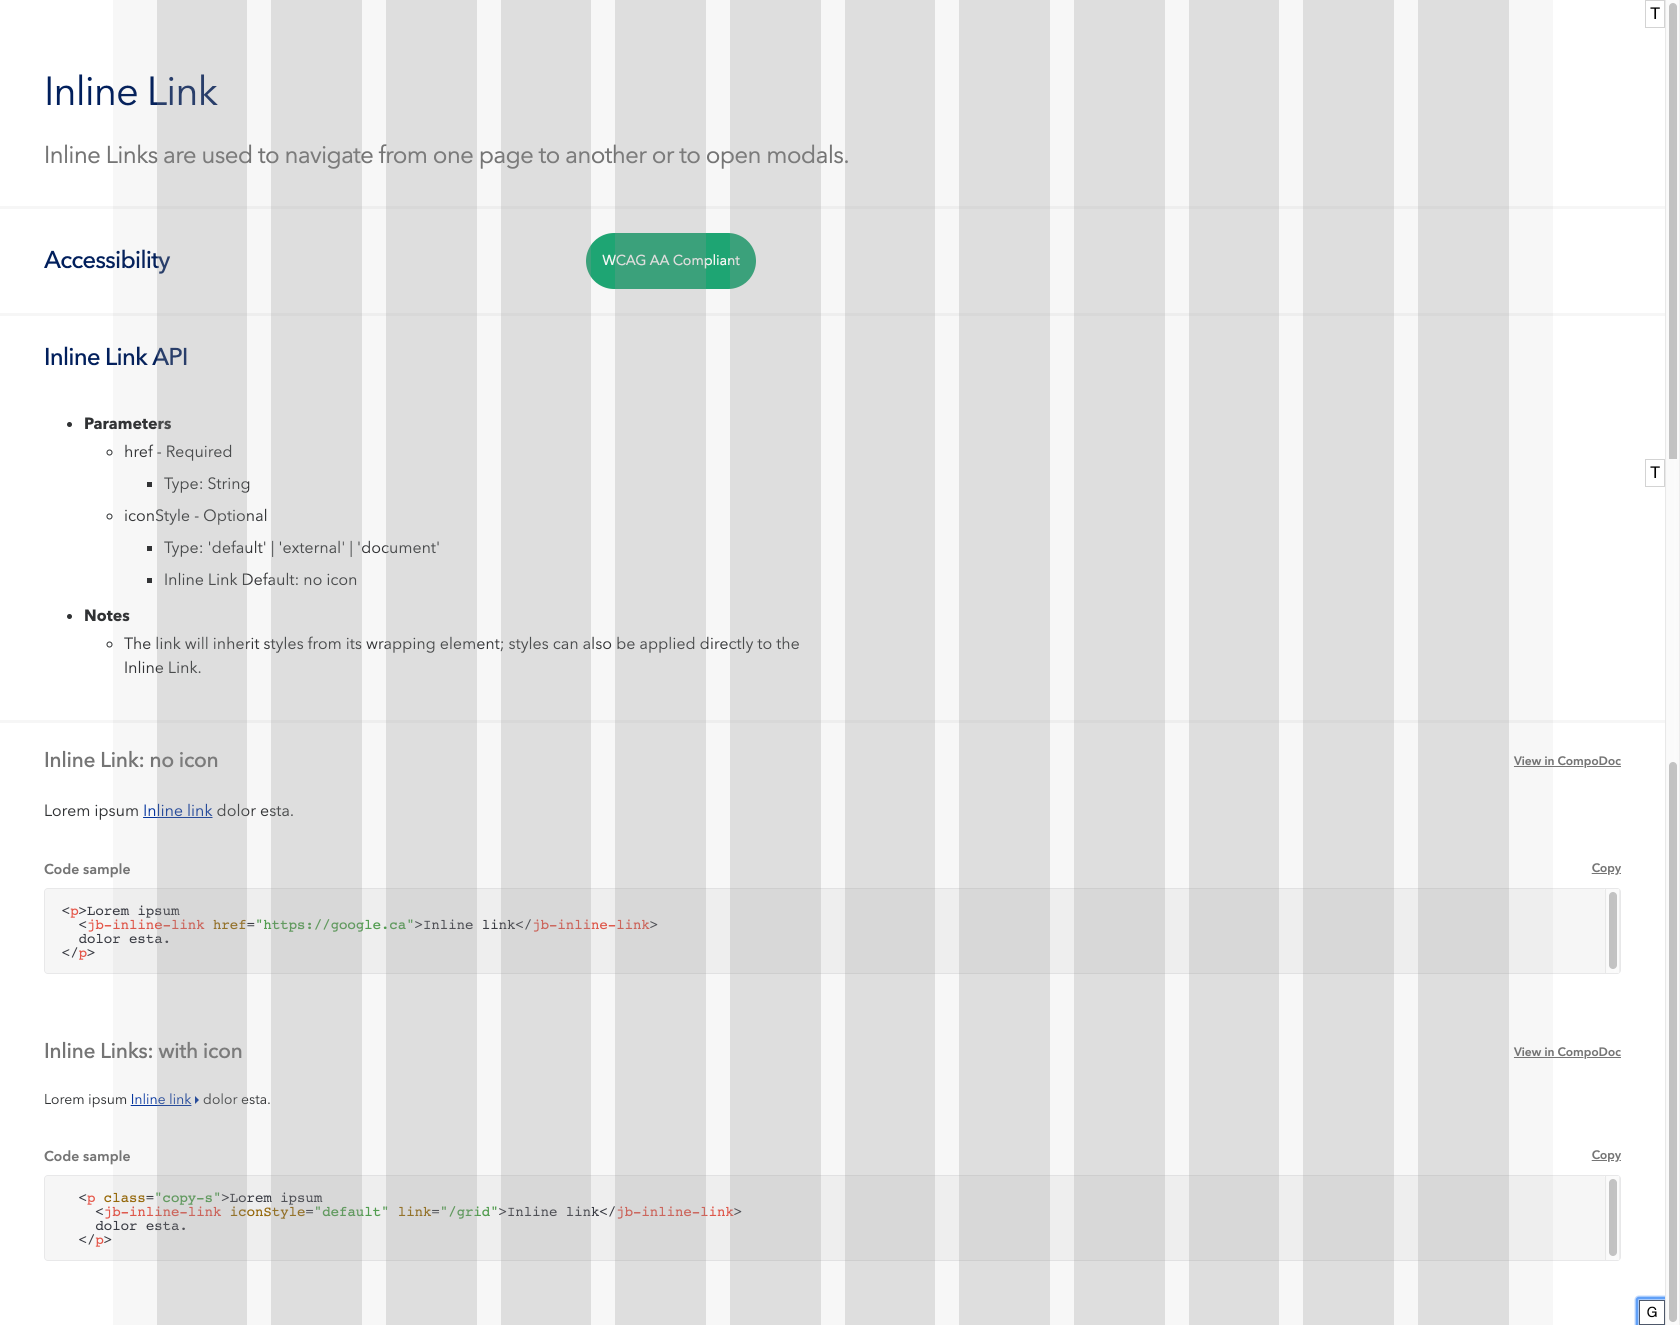 T
Inline Link
Inline Links are used to navigate from one page to another or to open modals.
Accessibility
WCAG AA Compliant
Inline Link API
• Parameters
◦ href - Required
▪ Type: String
T
◦ iconStyle - Optional
▪ Type: 'default' | 'external' | 'document'
▪ Inline Link Default: no icon
• Notes
◦ The link will inherit styles from its wrapping element; styles can also be applied directly to the
Inline Link.
Inline Link: no icon
View in CompoDoc
Lorem ipsum Inline link dolor esta.
Code sample
Copy
<p>Lorem ipsum
  <jb-inline-link href="https://google.ca">Inline link</jb-inline-link>
  dolor esta.
</p>
Inline Links: with icon
View in CompoDoc
Lorem ipsum Inline link dolor esta.
Code sample
Copy
<p class="copy-s">Lorem ipsum
  <jb-inline-link iconStyle="default" link="/grid">Inline link</jb-inline-link>
  dolor esta.
</p>
G